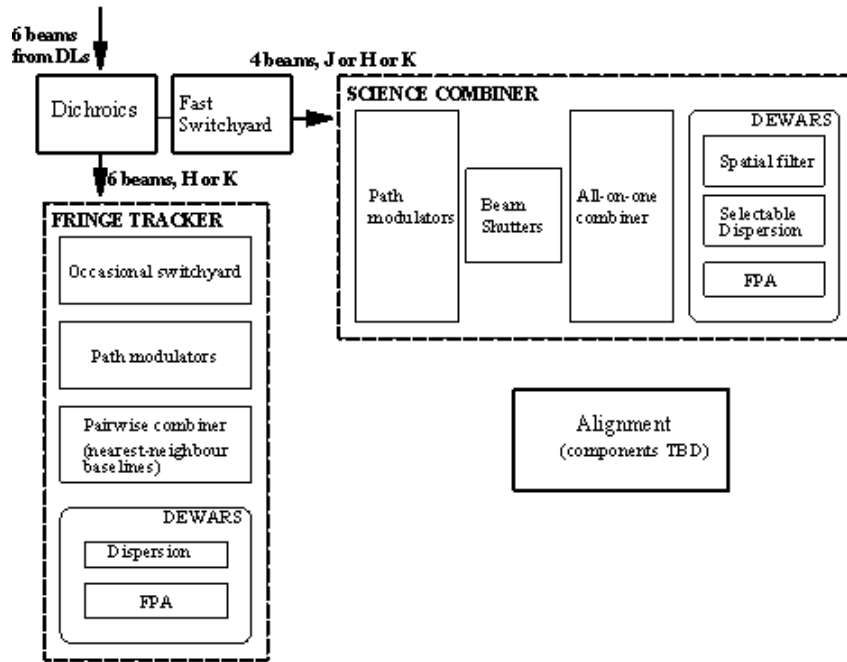 6 beams
from DLs
4 beams, J or H or K
Dichroics
Fast
Switchyard
6 beams, H or K
SCIENCE COMBINER
Path
modulators
Beam
Shutters
All-on-one
combiner
DEWARS
Spatial filter
Selectable
Dispersion
FPA
FRINGE TRACKER
Occasional switchyard
Path modulators
Pairwise combiner
(nearest-neighbour
baselines)
DEWARS
Dispersion
FPA
Alignment
(components TBD)